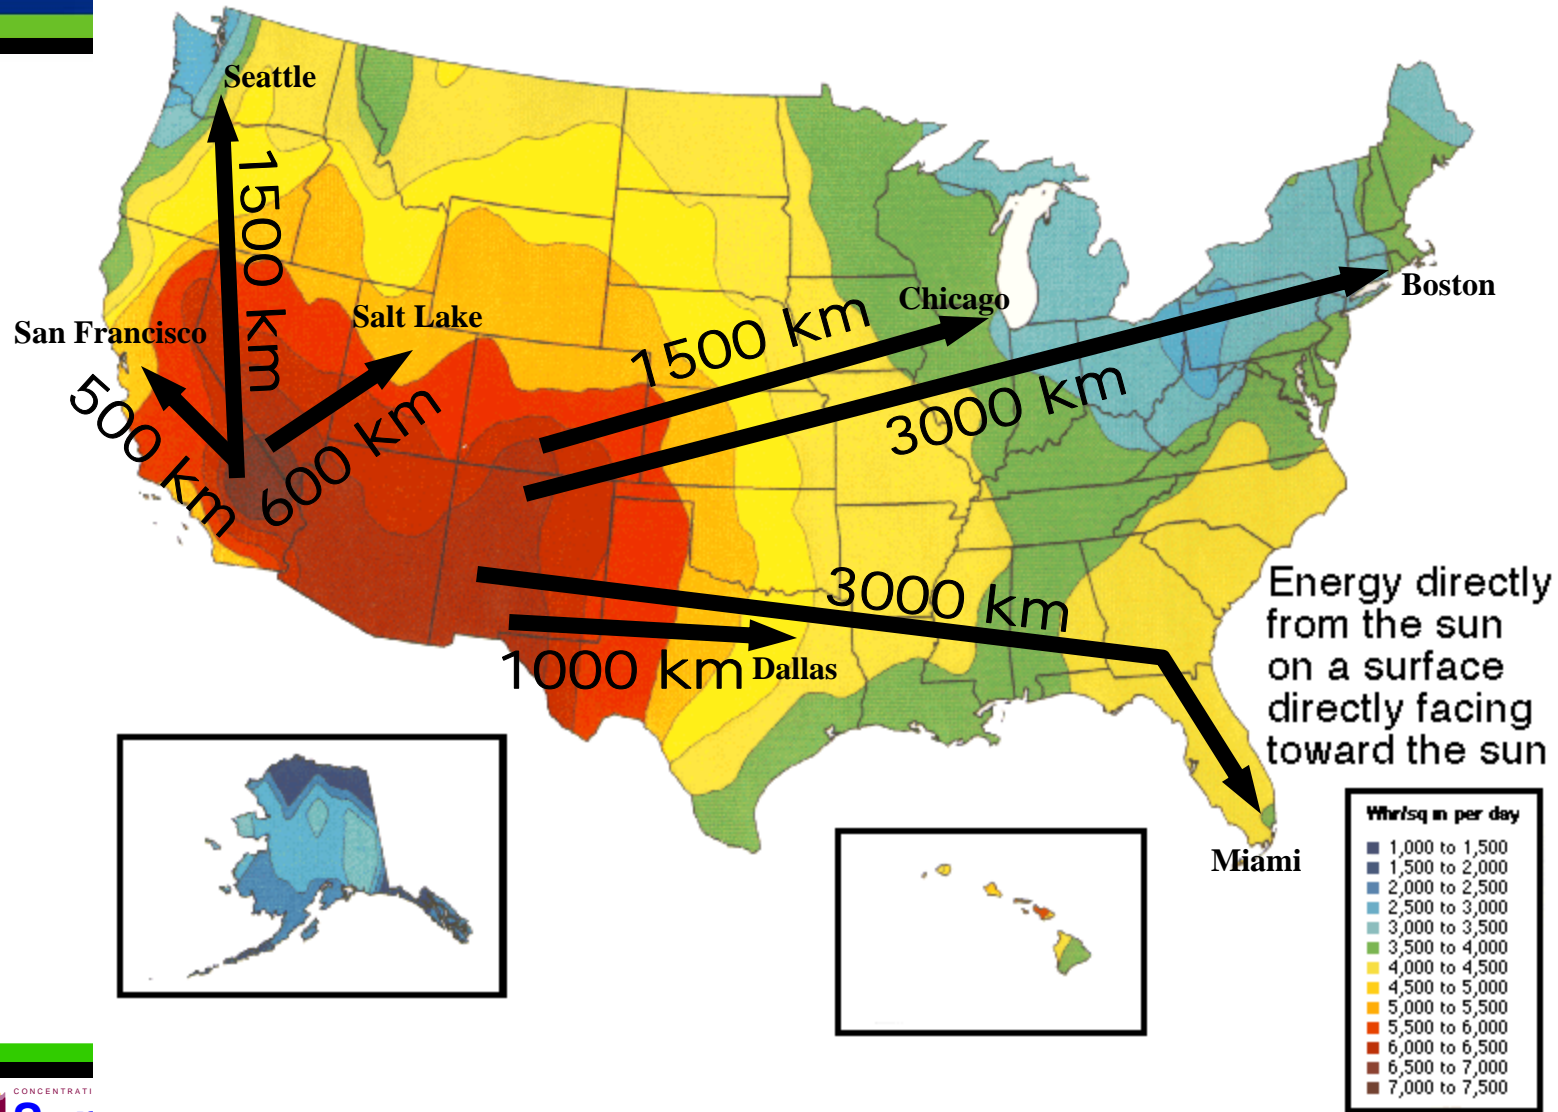 Seattle
1500 km
San Francisco
Salt Lake
500 km
600 km
1500 km
Chicago
3000 km
Boston
3000 km
1000 km
Dallas
Miami
Energy directly
from the sun
on a surface
directly facing
toward the sun
Whr/sq m per day
1,000 to 1,500
1,500 to 2,000
2,000 to 2,500
2,500 to 3,000
3,000 to 3,500
3,500 to 4,000
4,000 to 4,500
4,500 to 5,000
5,000 to 5,500
5,500 to 6,000
6,000 to 6,500
6,500 to 7,000
7,000 to 7,500
CONCENTRATI